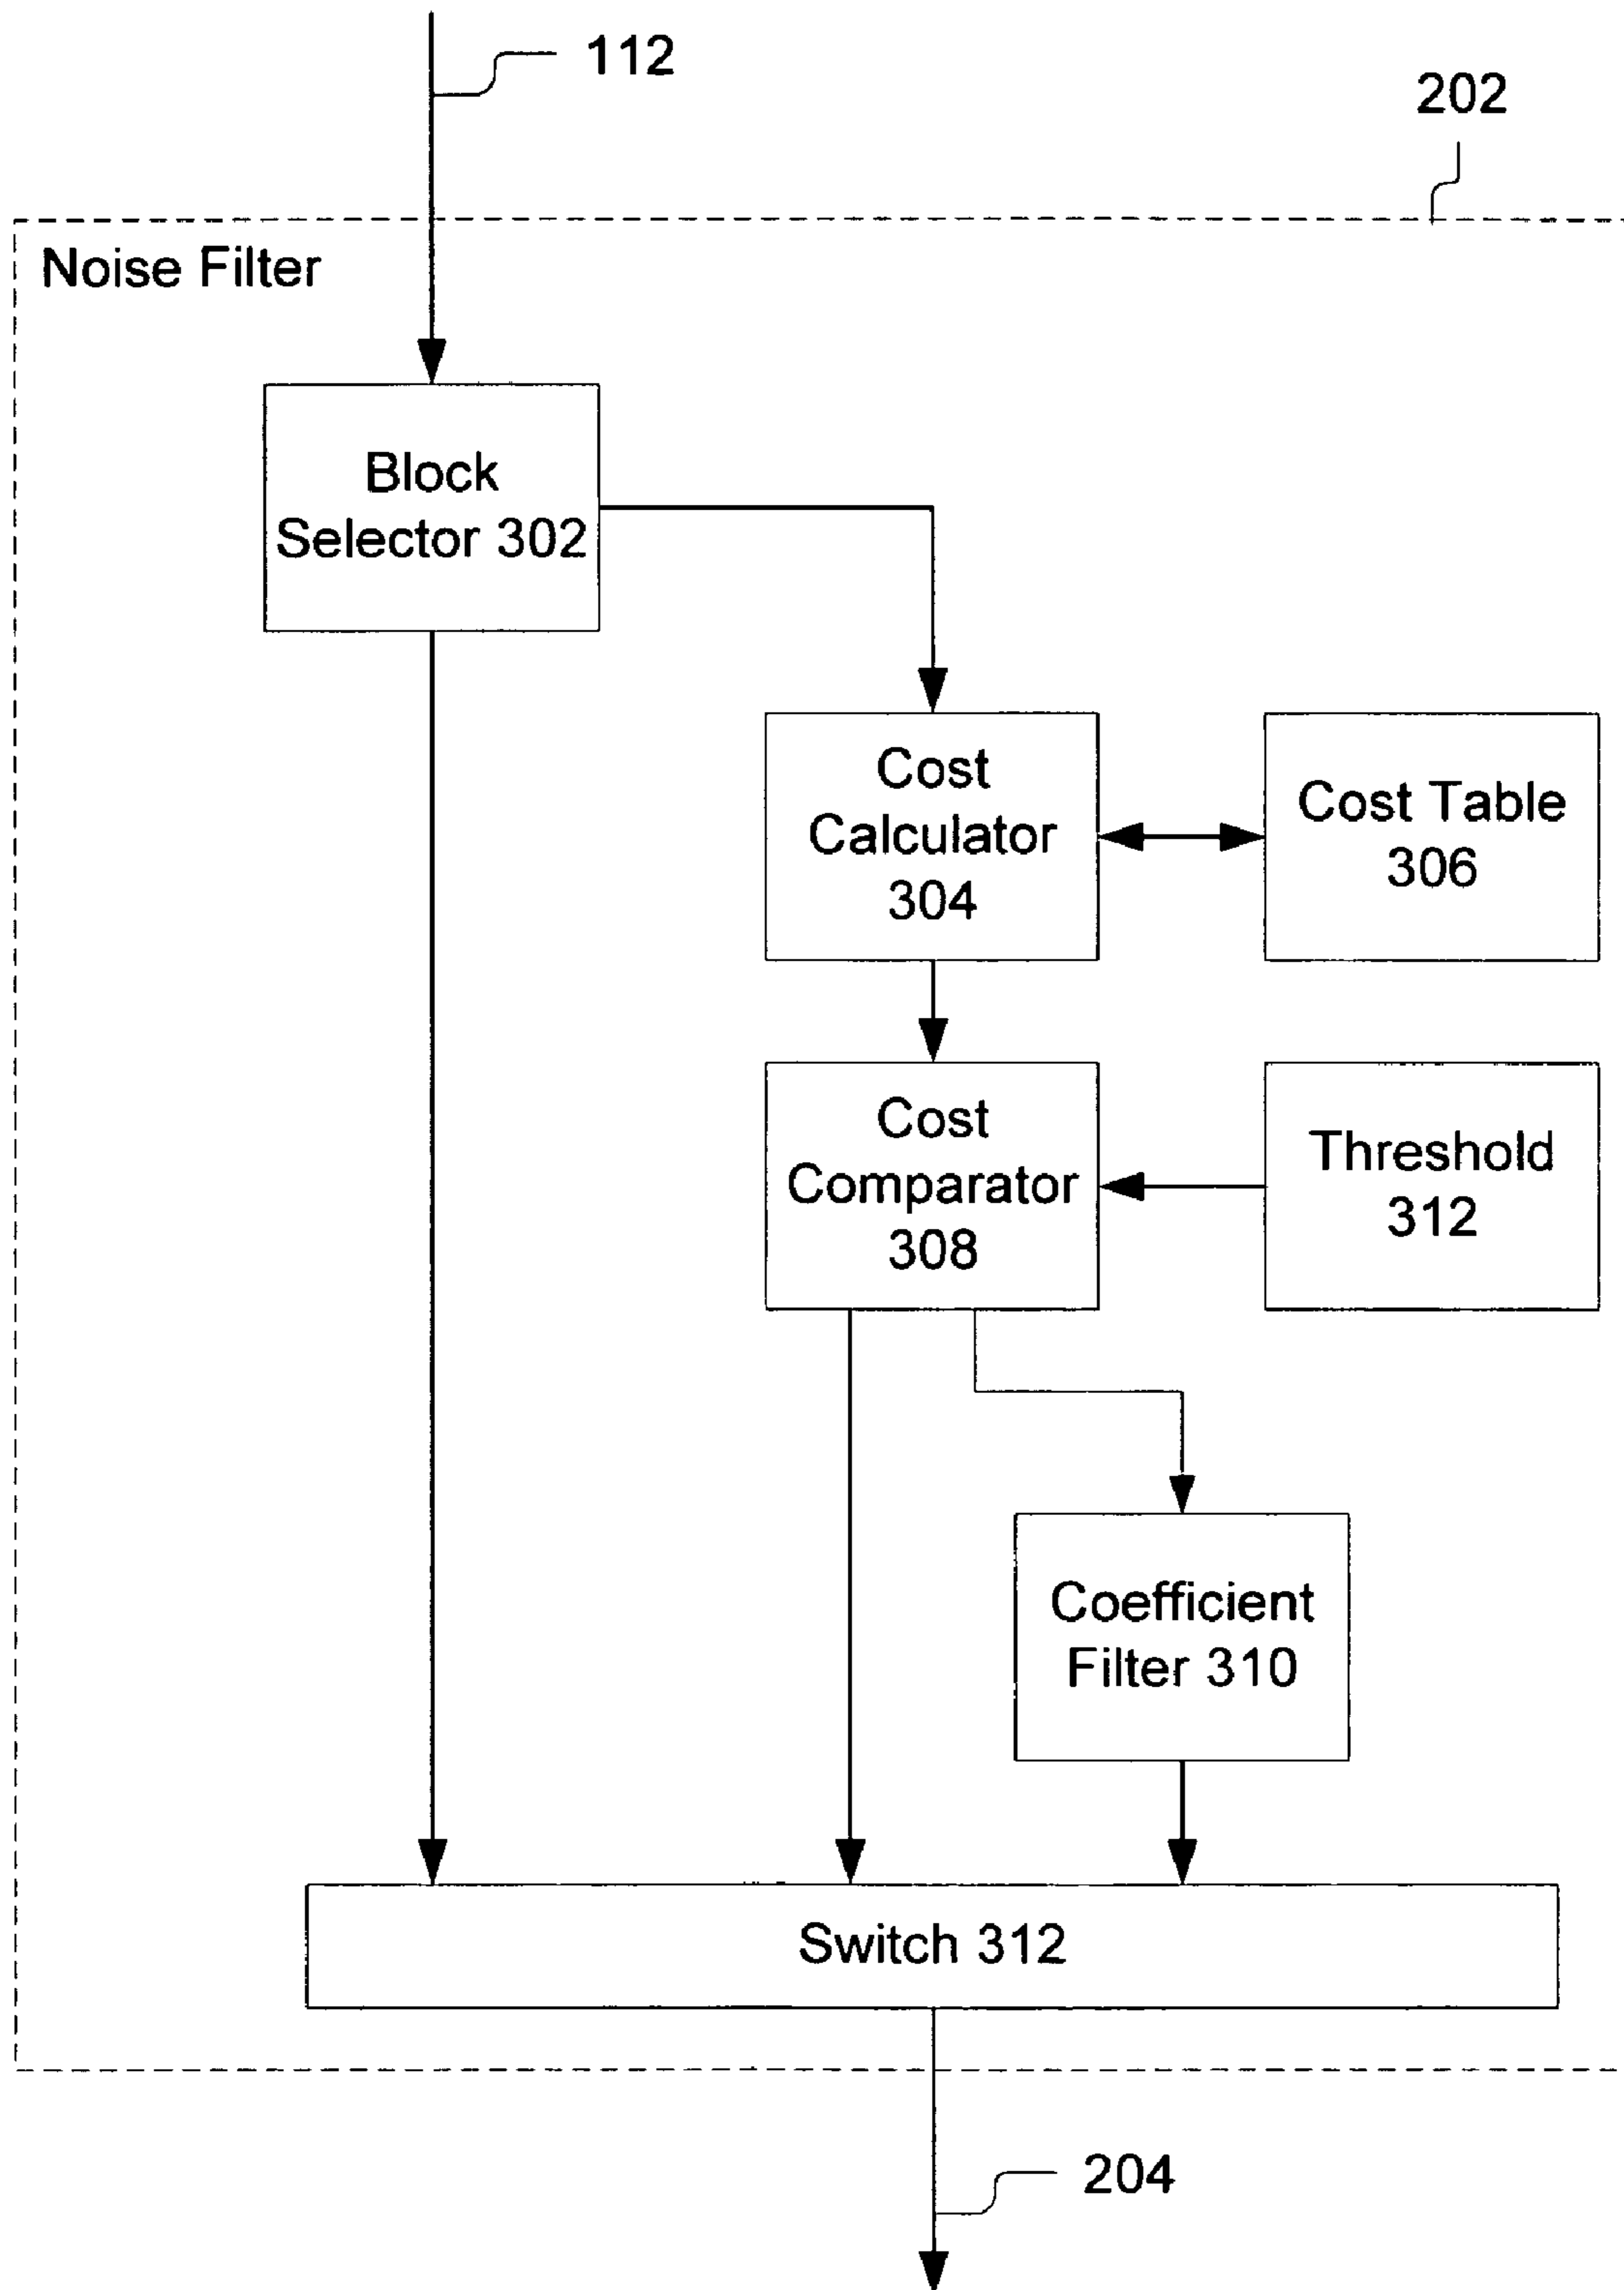 112
202
Noise Filter
Block
Selector 302
Cost
Calculator
304
Cost Table
306
Cost
Comparator
308
Threshold
312
Coefficient
Filter 310
Switch 312
204